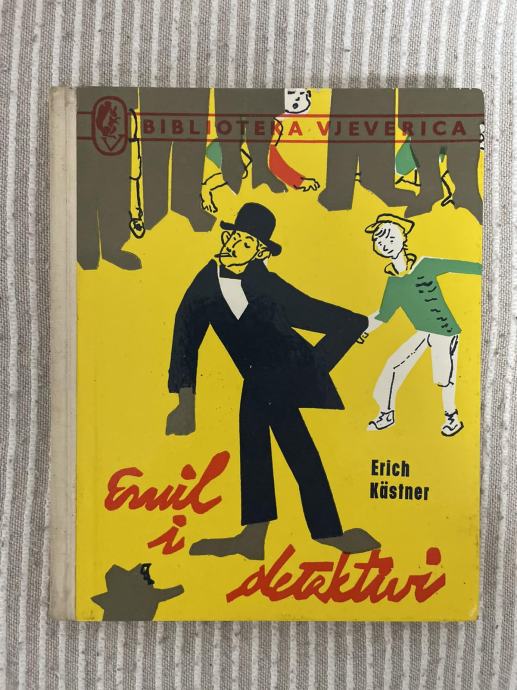 BIBLIOTEKA VJEVERICA
Erich
Kästner
Emil
i
detektivi